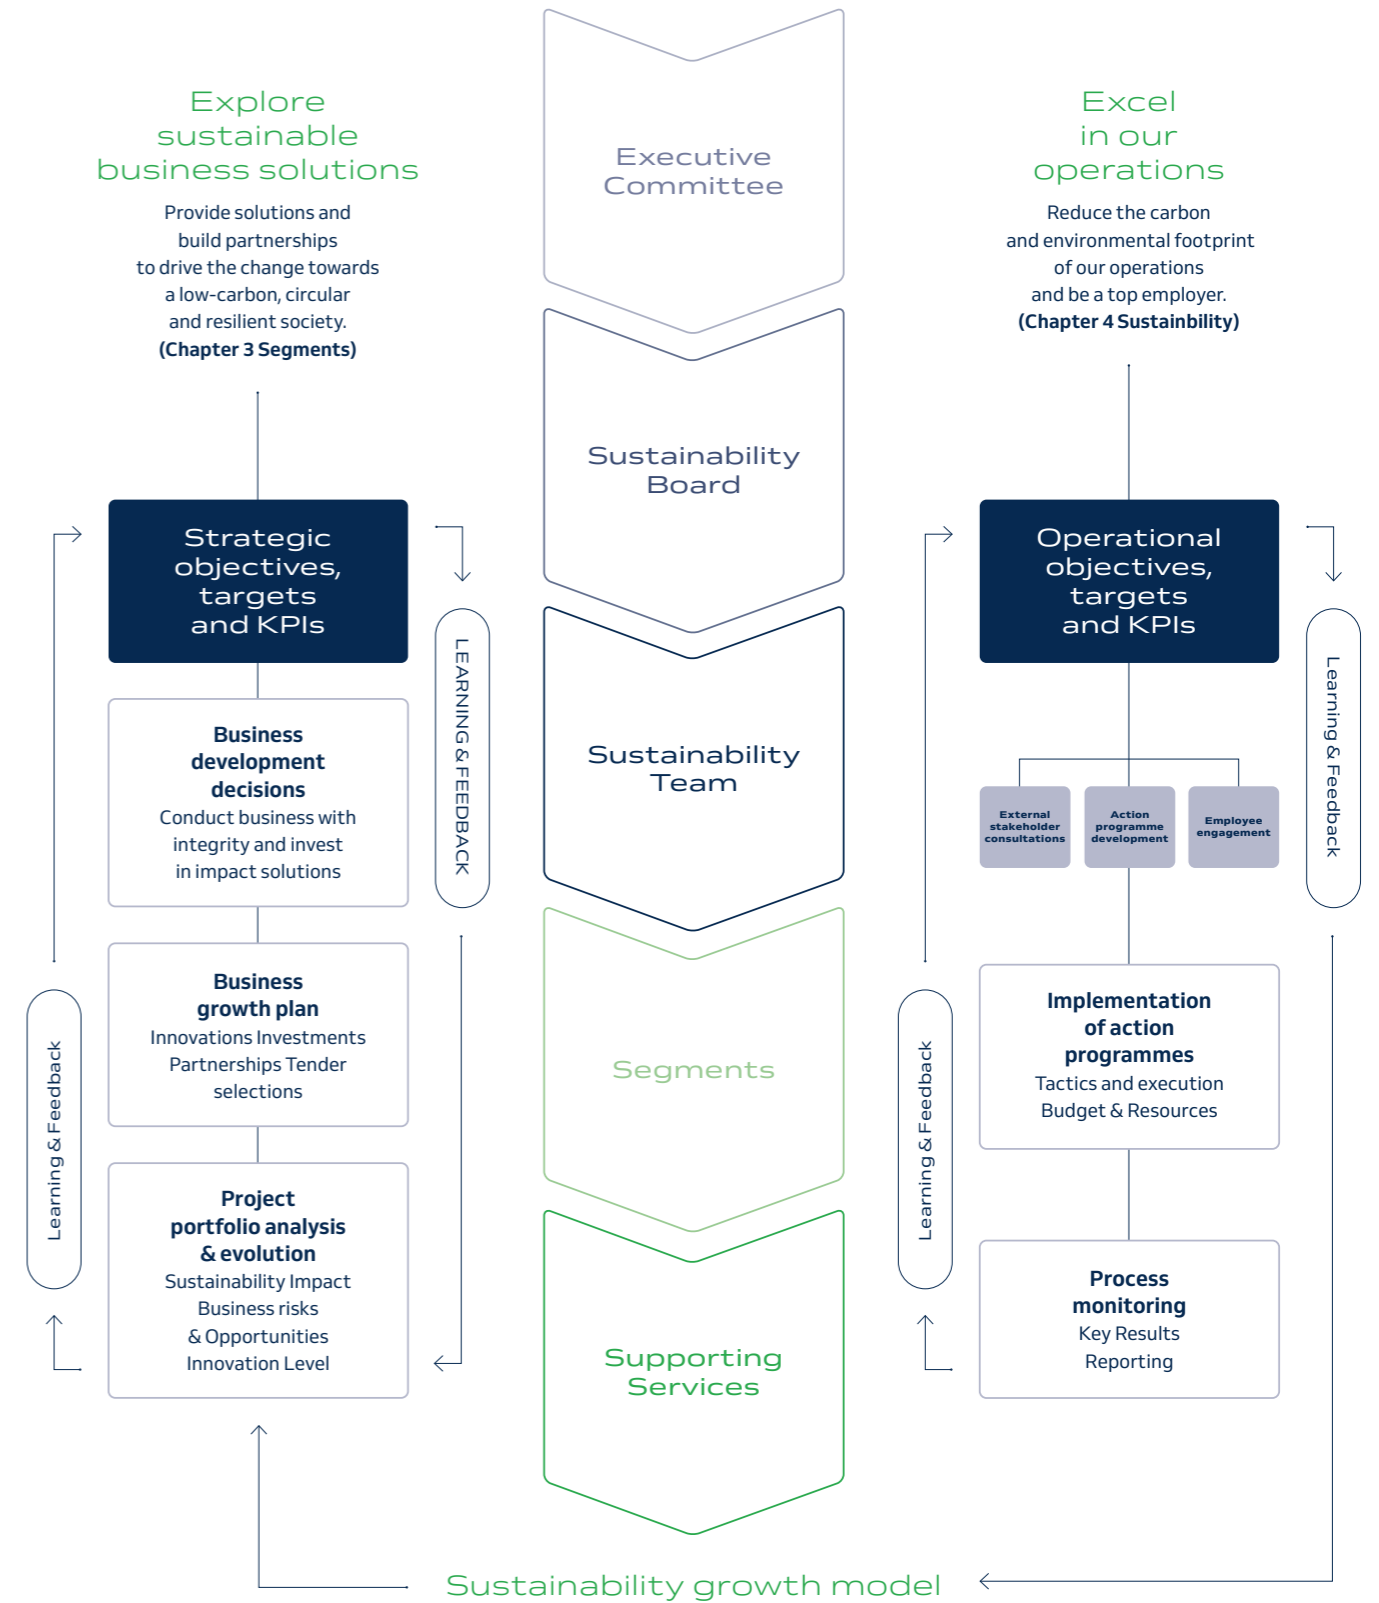 Explore
sustainable
business solutions
Provide solutions and
build partnerships
to drive the change towards
a low-carbon, circular
and resilient society.
(Chapter 3 Segments)
Strategic
objectives,
targets
and KPIs
LEARNING & FEEDBACK
Business
development
decisions
Conduct business with
integrity and invest
in impact solutions
Business
growth plan
Innovations Investments
Partnerships Tender
selections
Learning & Feedback
Project
portfolio analysis
& evolution
Sustainability Impact
Business risks
& Opportunities
Innovation Level
Executive
Committee
Sustainability
Board
Sustainability
Team
Segments
Supporting
Services
Excel
in our
operations
Reduce the carbon
and environmental footprint
of our operations
and be a top employer.
(Chapter 4 Sustainbility)
Operational
objectives,
targets
and KPIs
Learning & Feedback
External
stakeholder
consultations
Action
programme
development
Employee
engagement
Implementation
of action
programmes
Tactics and execution
Budget & Resources
Learning & Feedback
Process
monitoring
Key Results
Reporting
Sustainability growth model